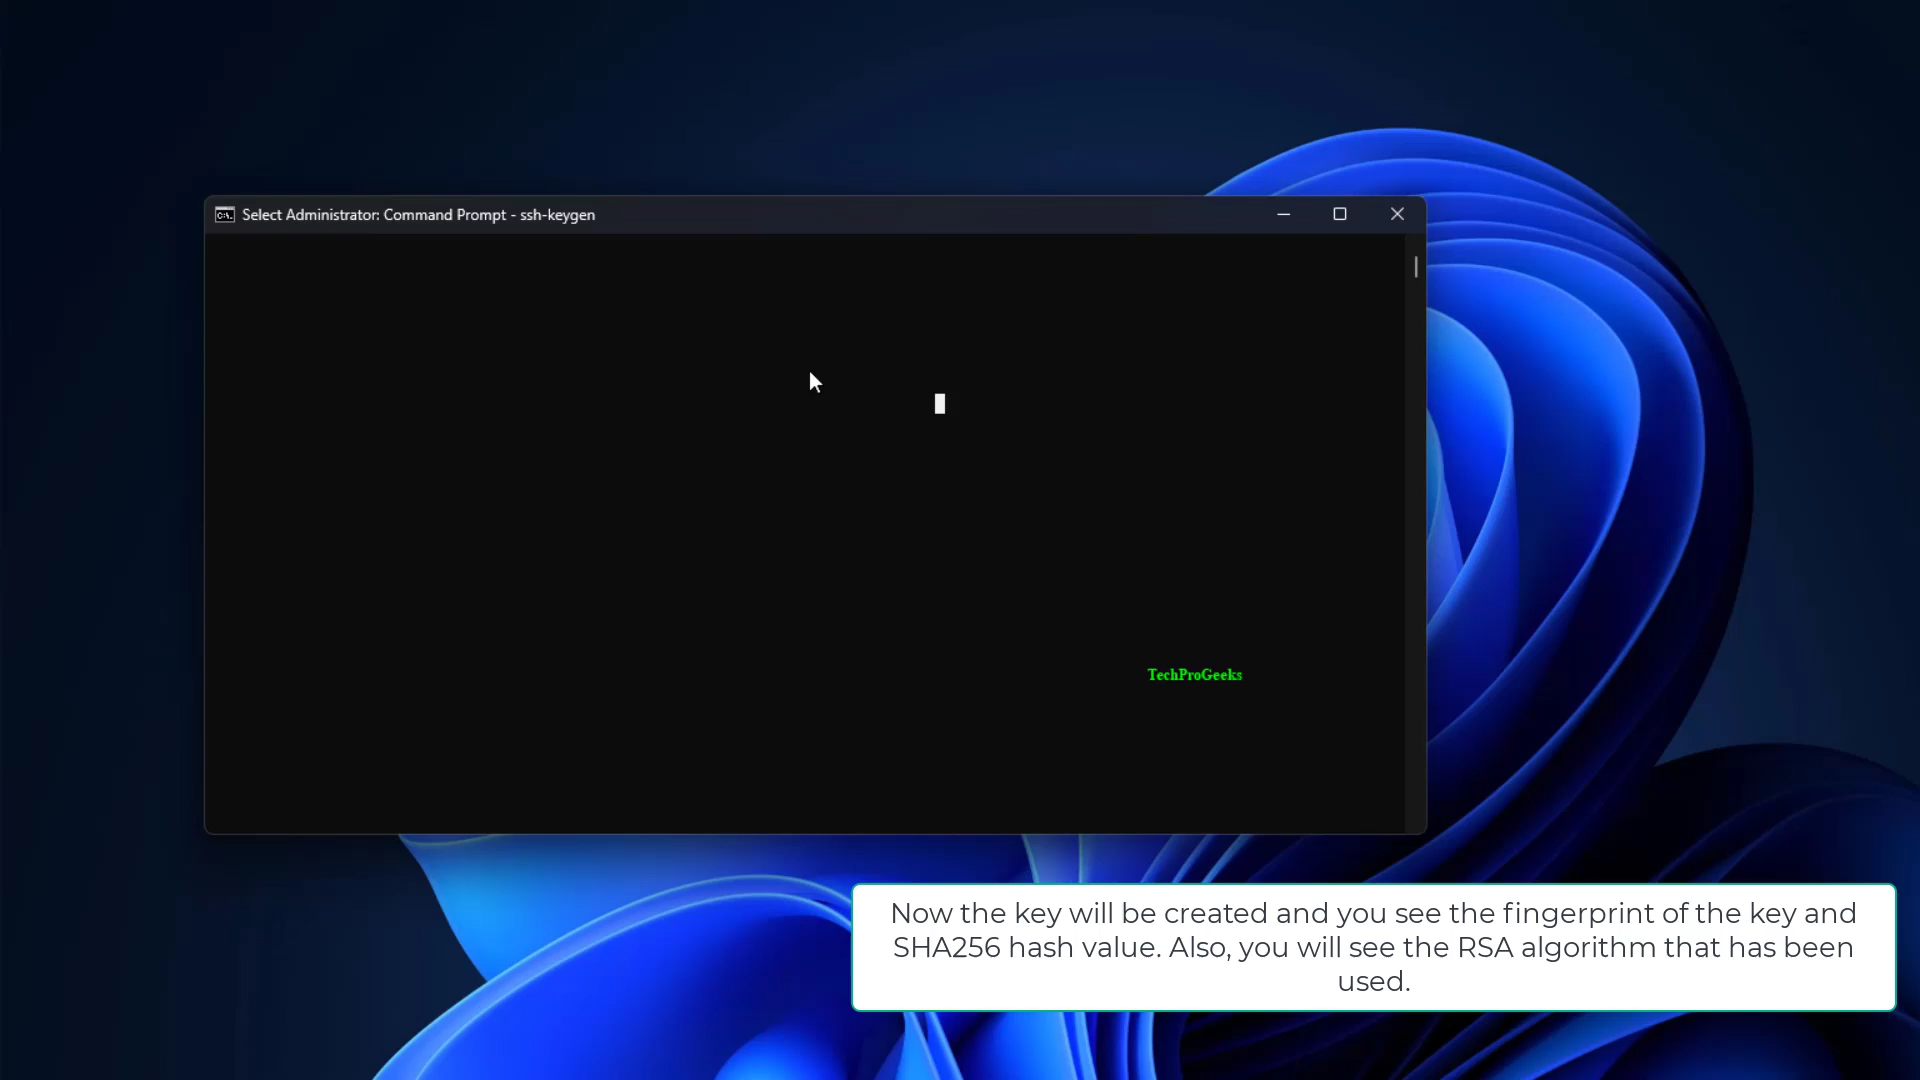 Select Administrator: Command Prompt - ssh-keygen
TechProGeeks
Now the key will be created and you see the fingerprint of the key and
SHA256 hash value. Also, you will see the RSA algorithm that has been
used.